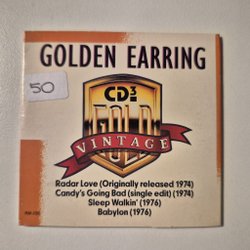 GOLDEN EARRING
50
CD3
GOLD
VINTAGE
Radar Love (Originally released 1974)
Candy's Going Bad (single edit) (1974)
Sleep Walkin' (1976)
Babylon (1976)